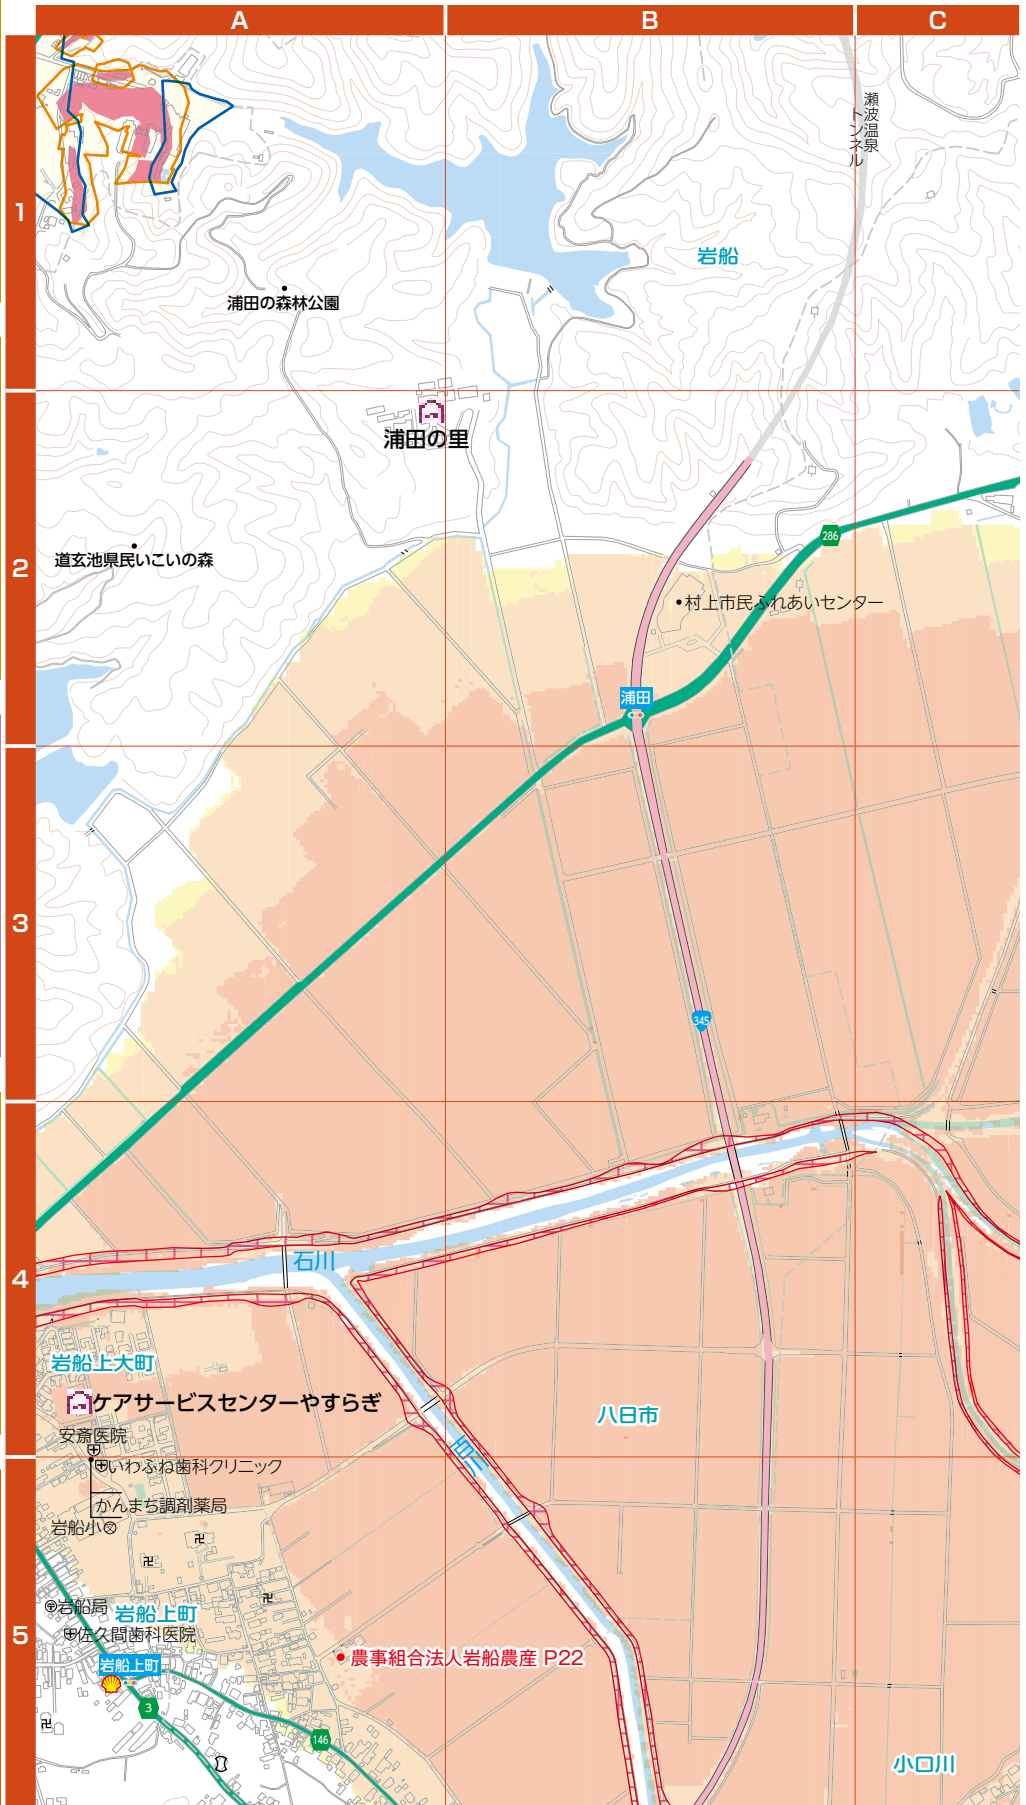 A
B
C
1
瀬波温泉
トンネル
岩船
浦田の森林公園
浦田の里
286
2
道玄池県民いこいの森
村上市民ふれあいセンター
浦田
3
345
4
石川
岩船上大町
ケアサービスセンターやすらぎ
八日市
安斎医院
いわふね歯科クリニック
かんまち調剤薬局
岩船小
岩船局
岩船上町
佐久間歯科医院
5
岩船上町
農事組合法人岩船農産 P22
3
146
小口川